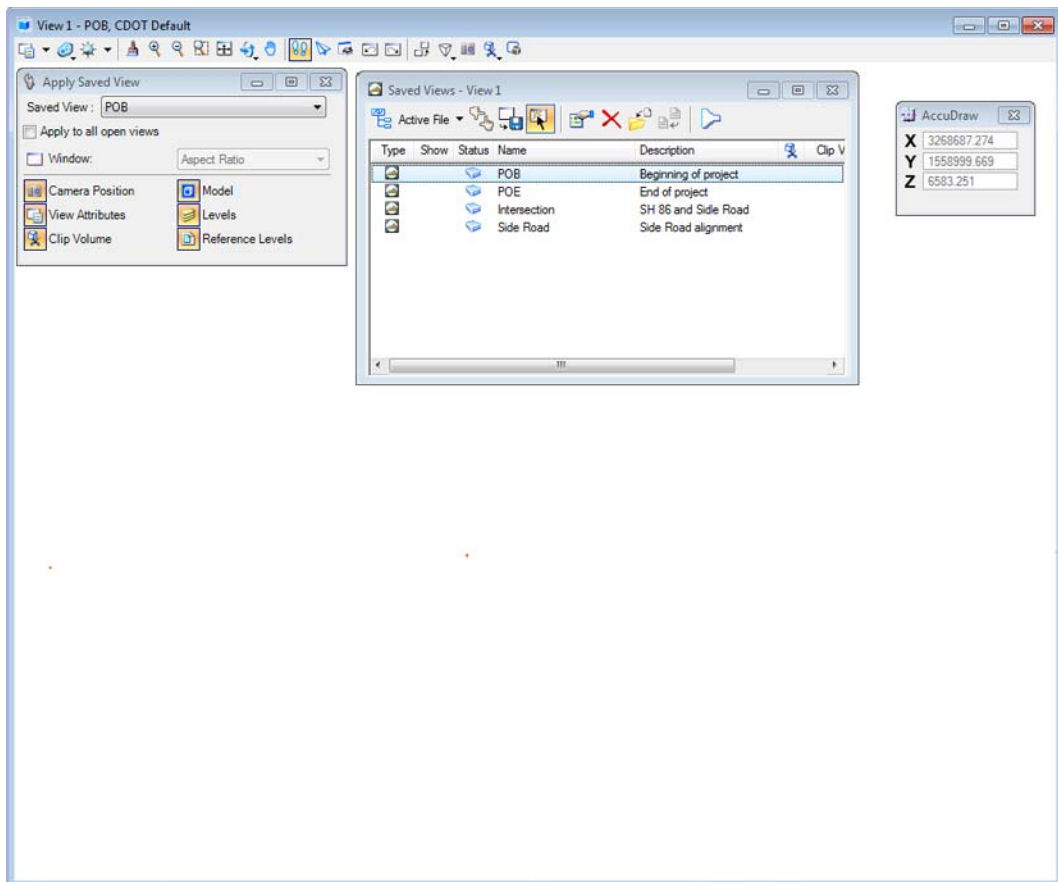 View 1 - POB, CDOT Default
Apply Saved View
Saved View : POB
Apply to all open views
Window: Aspect Ratio
Camera Position Model
View Attributes Levels
Clip Volume Reference Levels
Saved Views - View 1
Active File
Type Show Status Name Description Clip V
POB Beginning of project
POE End of project
Intersection SH 86 and Sidle Road
Side Road Side Road alignment
AccuDraw
X 3268687.274
Y 1558999.669
Z 6583.251